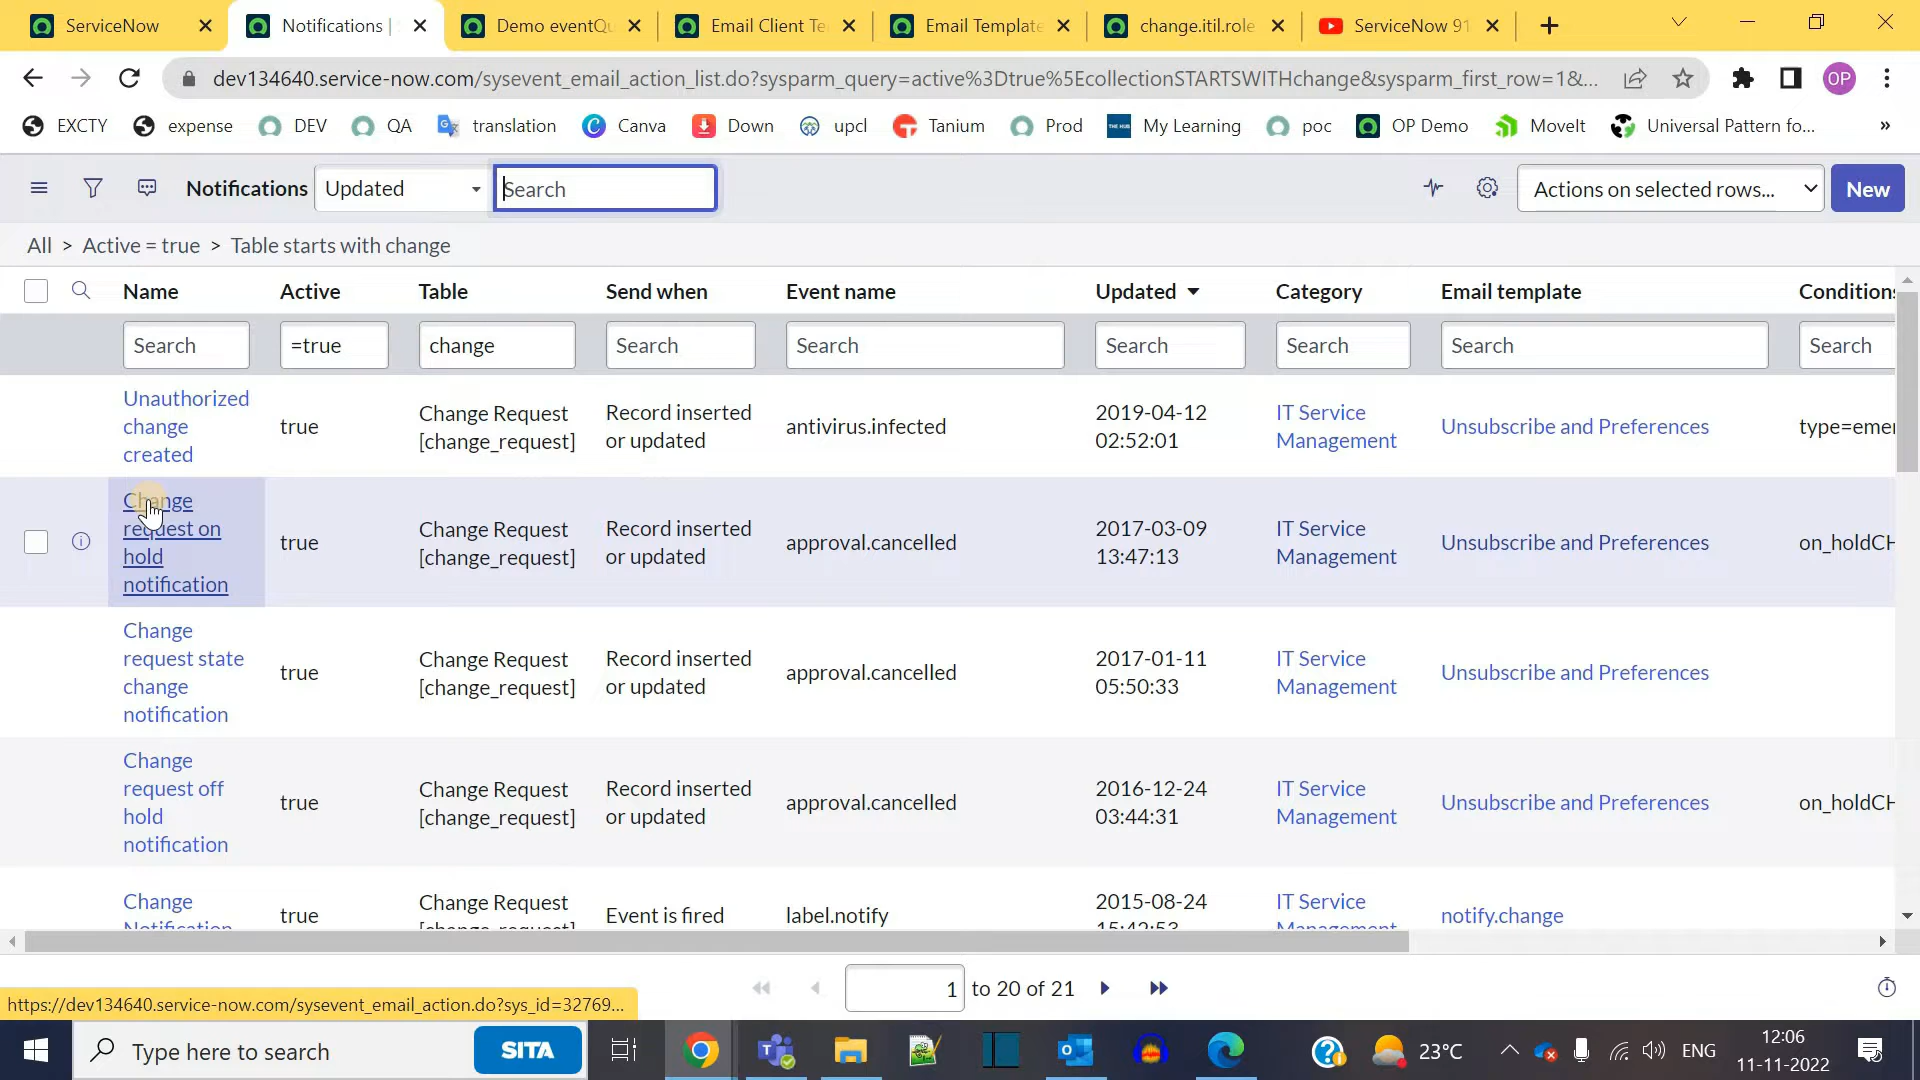 ServiceNow
Notifications |
Demo eventQu
Email Client Te
Email Template
change.itil.role
ServiceNow 91
dev134640.service-now.com/sysevent_email_action_list.do?sysparm_query=active%3Dtrue%5EcollectionSTARTSWITHchange&sysparm_first_row=1&...
OP
EXCTY
expense
DEV
QA
translation
Canva
Down
upcl
Tanium
Prod
My Learning
poc
OP Demo
MoveIt
Universal Pattern fo...
»
Notifications
Updated
Search
Actions on selected rows...
New
All > Active = true > Table starts with change
Name Active Table Send when Event name Updated Category Email template Conditions
Search =true change Search Search Search Search Search Search
Unauthorized
change
created
true
Change Request
[change_request]
Record inserted
or updated
antivirus.infected
2019-04-12
02:52:01
IT Service
Management
Unsubscribe and Preferences
type=emer
Change
request on
hold
notification
true
Change Request
[change_request]
Record inserted
or updated
approval.cancelled
2017-03-09
13:47:13
IT Service
Management
Unsubscribe and Preferences
on_holdCH
Change
request state
change
notification
true
Change Request
[change_request]
Record inserted
or updated
approval.cancelled
2017-01-11
05:50:33
IT Service
Management
Unsubscribe and Preferences
Change
request off
hold
notification
true
Change Request
[change_request]
Record inserted
or updated
approval.cancelled
2016-12-24
03:44:31
IT Service
Management
Unsubscribe and Preferences
on_holdCH
Change
Notification
true
Change Request
[change_request]
Event is fired
label.notify
2015-08-24
15:42:53
IT Service
Management
notify.change
1 to 20 of 21
https://dev134640.service-now.com/sysevent_email_action.do?sys_id=32769...
Type here to search
SITA
23°C
ENG
12:06
11-11-2022